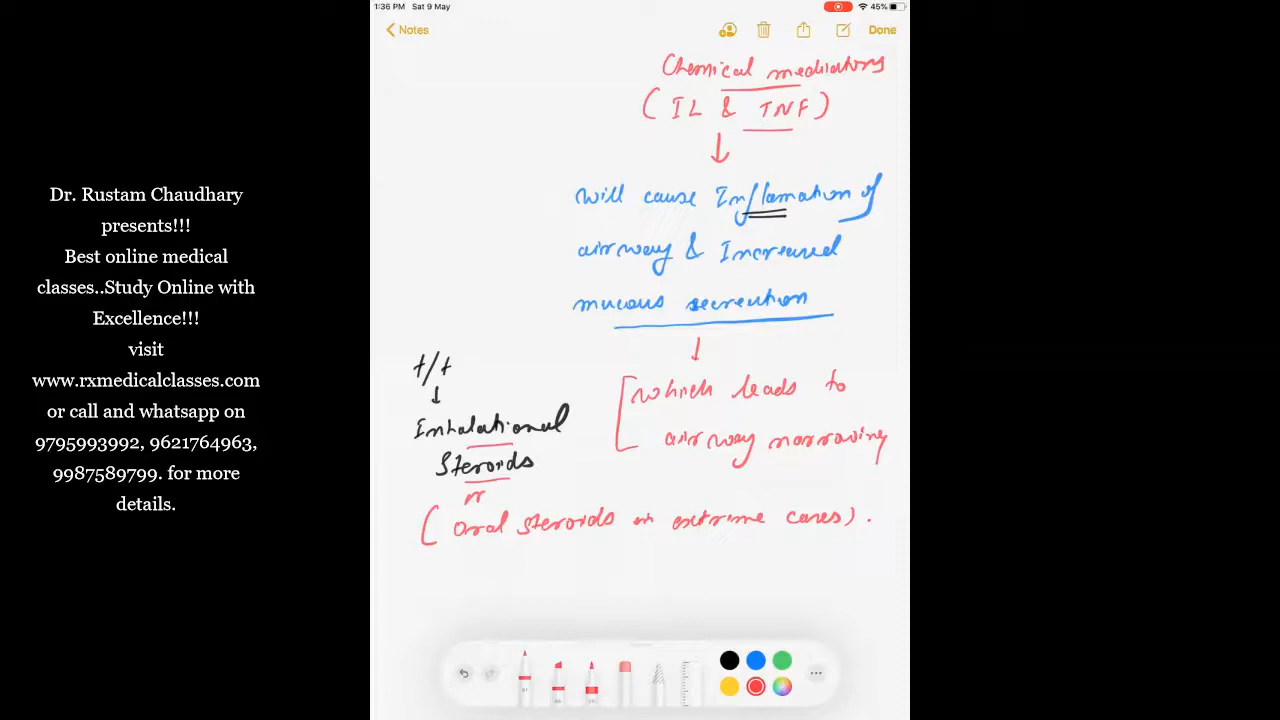 1:36 PM Sat 9 May
45%
Notes
Done
Dr. Rustam Chaudhary
presents!!!
Best online medical
classes..Study Online with
Excellence!!!
visit
www.rxmedicalclasses.com
or call and whatsapp on
9795993992, 9621764963,
9987589799. for more
details.
Chemical mediators
(IL & TNF)
↓
will cause Inflamation of
airway & Increased
mucous secreution
↓
which leads to
airway narrowing
t/t
↓
Inhalational
Steroids
or
(oral steroids in extrime cases).